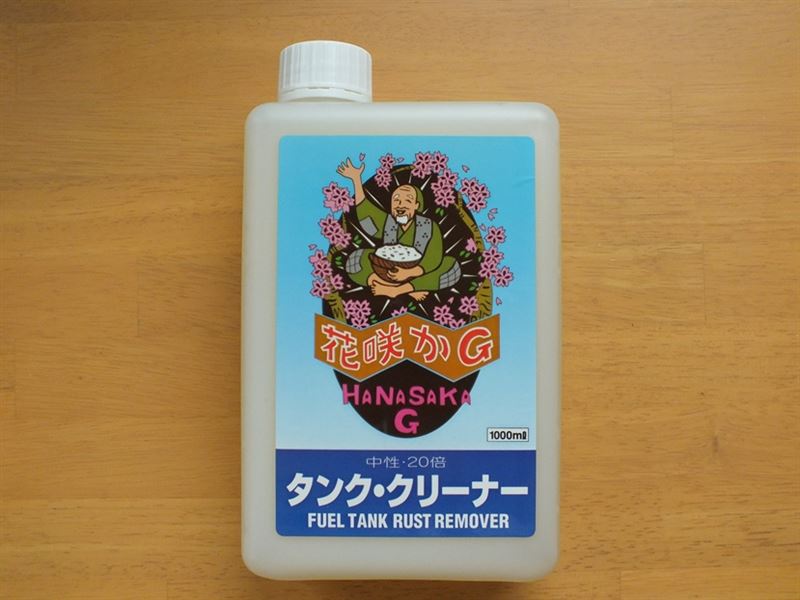 花咲かG
HANASAKA
G
1000ml
中性・20倍
タンク・クリーナー
FUEL TANK RUST REMOVER